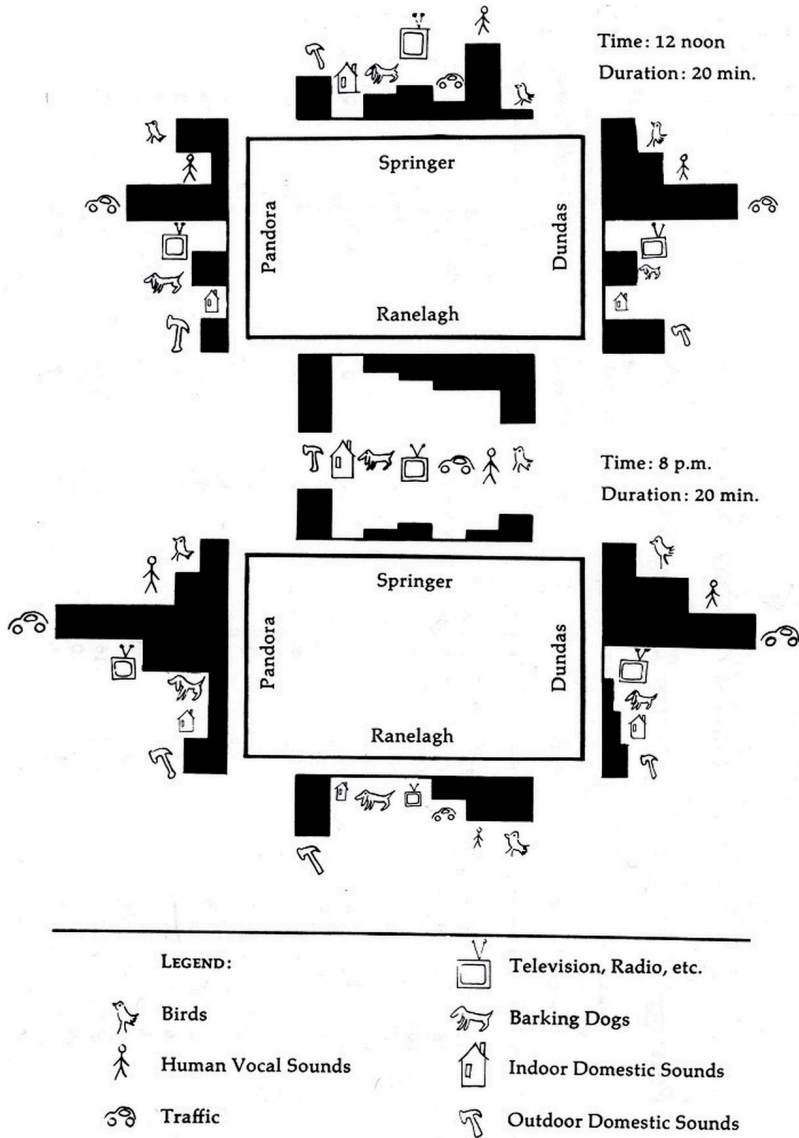 Time: 12 noon
Duration: 20 min.
Springer
Pandora
Dundas
Ranelagh
Time: 8 p.m.
Duration: 20 min.
Springer
Pandora
Dundas
Ranelagh
LEGEND:
Television, Radio, etc.
Birds
Barking Dogs
Human Vocal Sounds
Indoor Domestic Sounds
Traffic
Outdoor Domestic Sounds